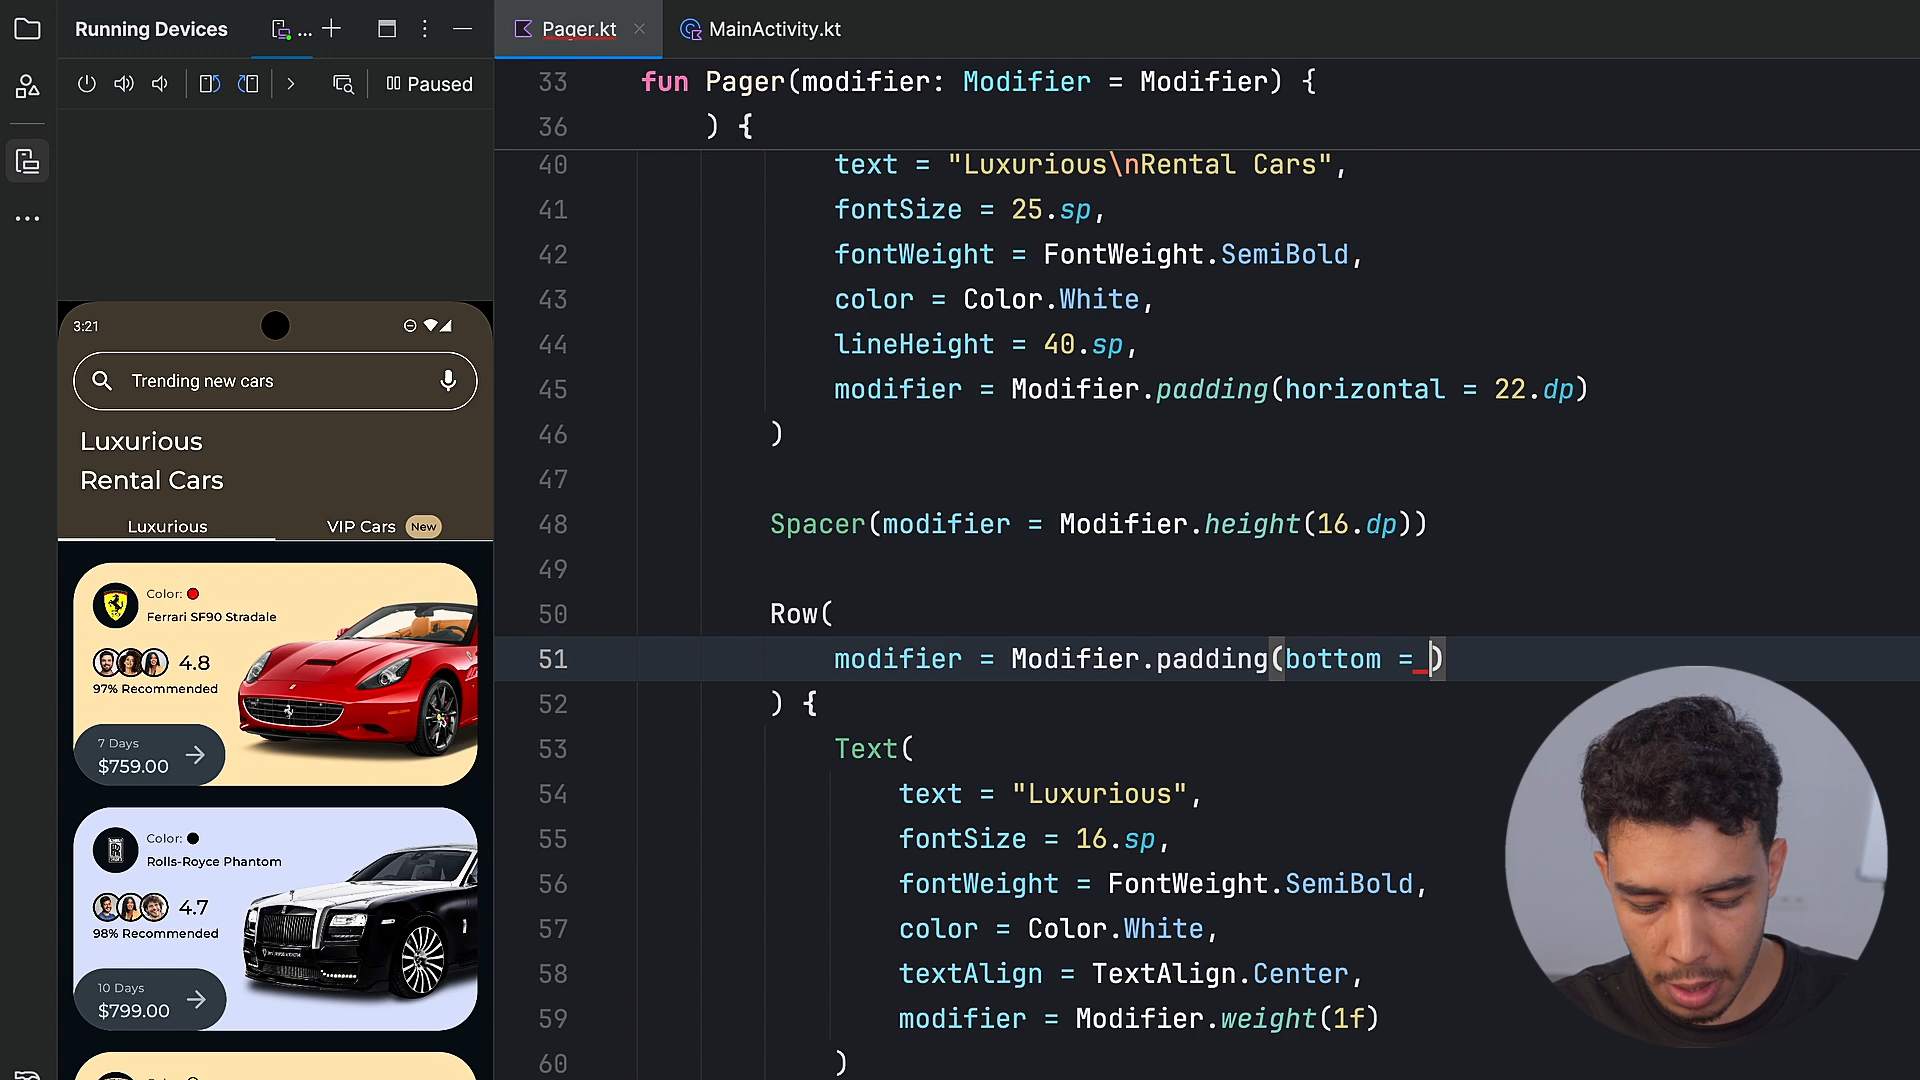 Running Devices
...
Paused
Pager.kt
MainActivity.kt
33 fun Pager(modifier: Modifier = Modifier) {
36 ) {
40 text = "Luxurious\nRental Cars",
41 fontSize = 25.sp,
42 fontWeight = FontWeight.SemiBold,
43 color = Color.White,
44 lineHeight = 40.sp,
45 modifier = Modifier.padding(horizontal = 22.dp)
46 )
47
48 Spacer(modifier = Modifier.height(16.dp))
49
50 Row(
51 modifier = Modifier.padding(bottom = )
52 ) {
53 Text(
54 text = "Luxurious",
55 fontSize = 16.sp,
56 fontWeight = FontWeight.SemiBold,
57 color = Color.White,
58 textAlign = TextAlign.Center,
59 modifier = Modifier.weight(1f)
60 )
3:21
Trending new cars
Luxurious
Rental Cars
Luxurious
VIP Cars New
Color:
Ferrari SF90 Stradale
4.8
97% Recommended
7 Days
$759.00
Color:
Rolls-Royce Phantom
4.7
98% Recommended
10 Days
$799.00